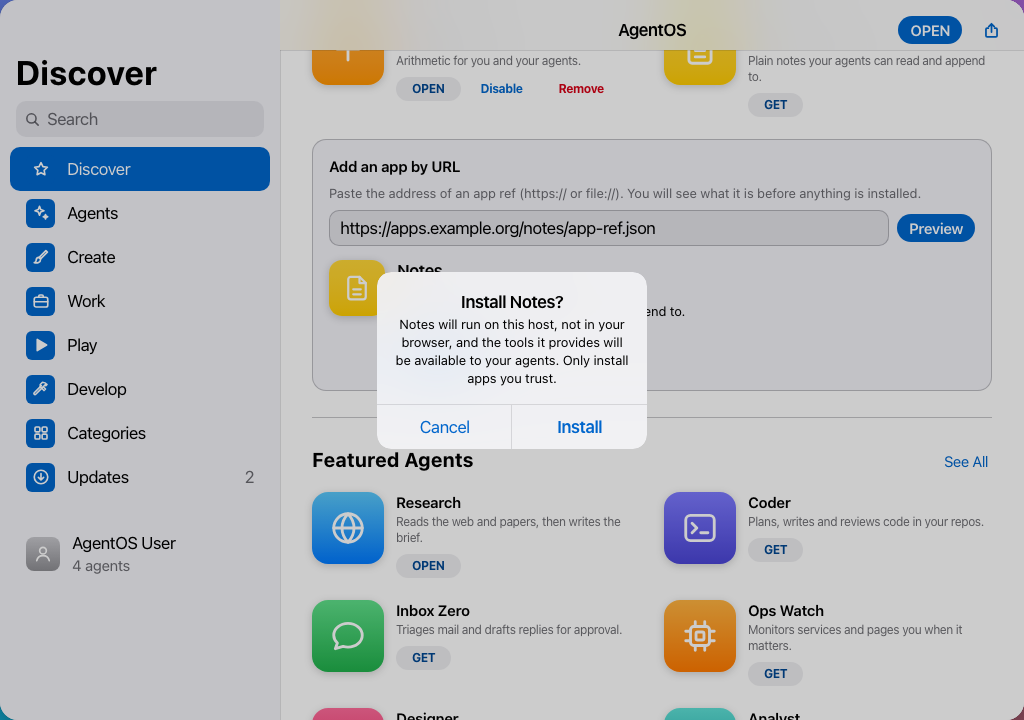 AgentOS
OPEN
Discover
Search
Discover
Agents
Create
Work
Play
Develop
Categories
Updates
2
AgentOS User
4 agents
Arithmetic for you and your agents.
OPEN
Disable
Remove
Plain notes your agents can read and append
to.
GET
Add an app by URL
Paste the address of an app ref (https:// or file://). You will see what it is before anything is installed.
https://apps.example.org/notes/app-ref.json
Preview
Notes
end to.
Install Notes?
Notes will run on this host, not in your
browser, and the tools it provides will
be available to your agents. Only install
apps you trust.
Cancel
Install
Featured Agents
See All
Research
Reads the web and papers, then writes the
brief.
OPEN
Coder
Plans, writes and reviews code in your repos.
GET
Inbox Zero
Triages mail and drafts replies for approval.
GET
Ops Watch
Monitors services and pages you when it
matters.
GET
Designer
Analyst